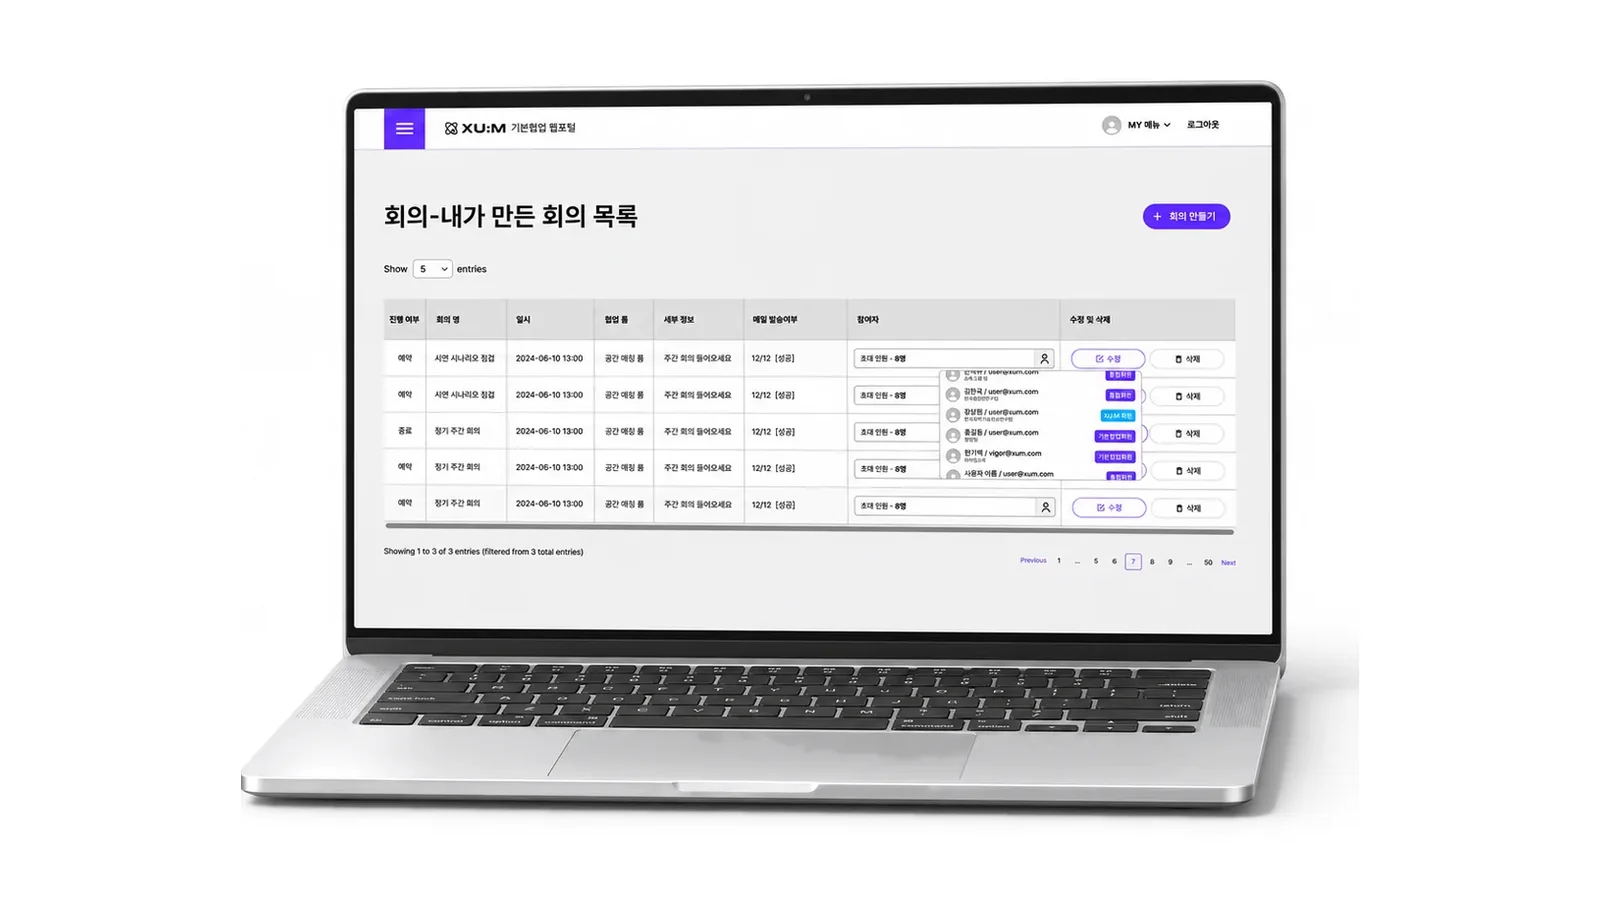 XU:M 기본협업 웹포털
MY 메뉴
로그아웃
회의-내가 만든 회의 목록
+ 회의 만들기
Show 5 entries
진행 여부 회의 명 일시 협업 룸 세부 정보 메일 발송여부 참여자 수정 및 삭제
예약 시연 시나리오 점검 2024-06-10 13:00 공간 매칭 룸 주간 회의 들어오세요 12/12 [성공] 초대 인원 - 8명 수정 삭제
user@xum.com
예약 시연 시나리오 점검 2024-06-10 13:00 공간 매칭 룸 주간 회의 들어오세요 12/12 [성공] 초대 인원 - 8명 삭제
김한국 / user@xum.com
user@xum.com
종료 정기 주간 회의 2024-06-10 13:00 공간 매칭 룸 주간 회의 들어오세요 12/12 [성공] 초대 인원 - 8명 삭제
홍길동 / user@xum.com
현기백 / vigor@xum.com
예약 정기 주간 회의 2024-06-10 13:00 공간 매칭 룸 주간 회의 들어오세요 12/12 [성공] 초대 인원 - 8명 삭제
사용자 이름 / user@xum.com
예약 정기 주간 회의 2024-06-10 13:00 공간 매칭 룸 주간 회의 들어오세요 12/12 [성공] 초대 인원 - 8명 수정 삭제
Showing 1 to 3 of 3 entries (filtered from 3 total entries)
Previous 1 ... 5 6 7 8 9 ... 50 Next